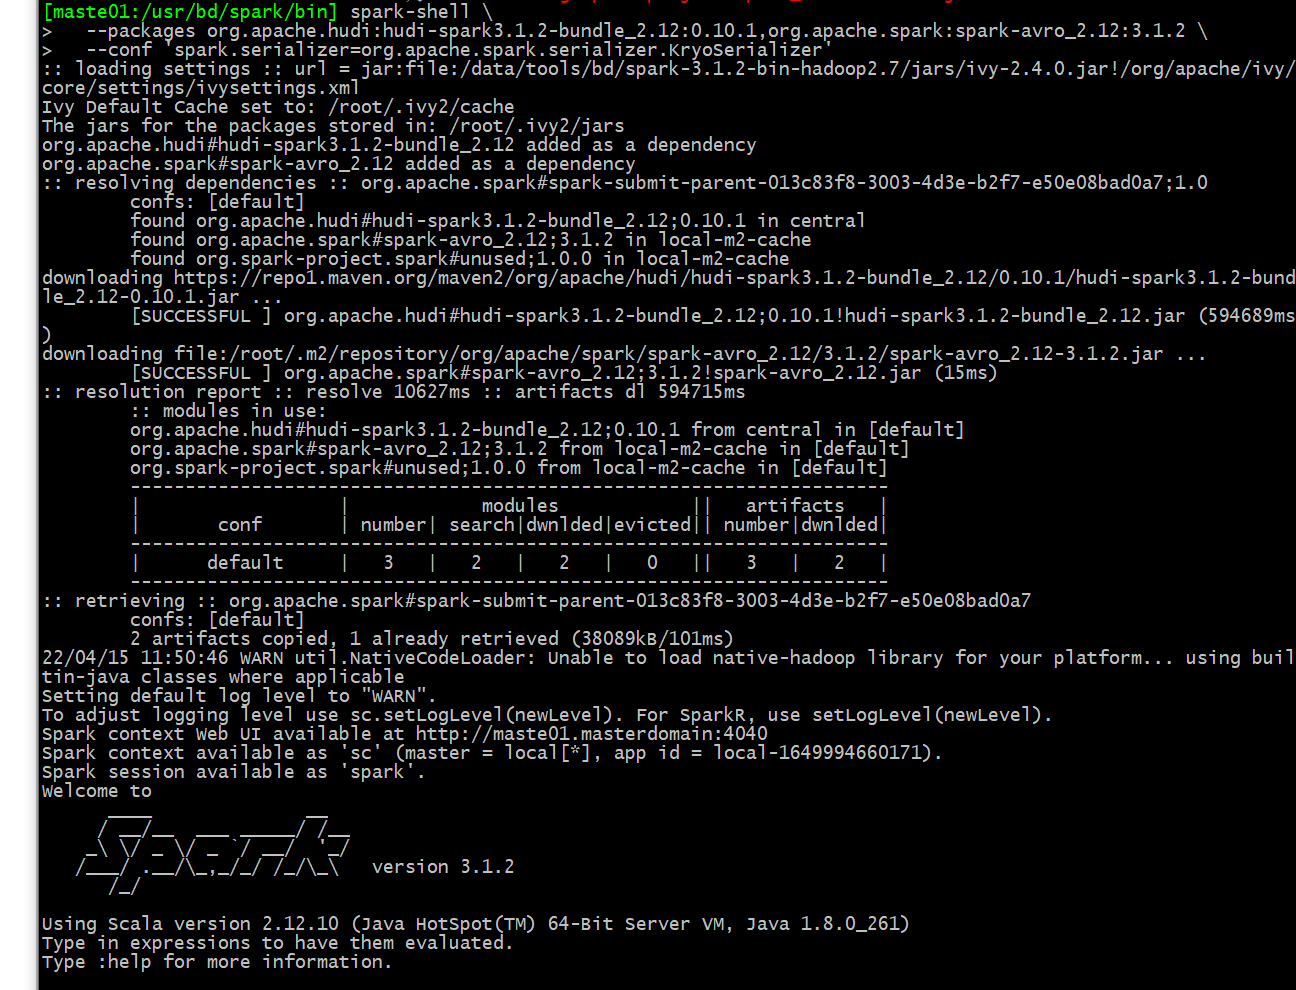 [maste01:/usr/bd/spark/bin] spark-shell \
>   --packages org.apache.hudi:hudi-spark3.1.2-bundle_2.12:0.10.1,org.apache.spark:spark-avro_2.12:3.1.2 \
>   --conf 'spark.serializer=org.apache.spark.serializer.KryoSerializer'
:: loading settings :: url = jar:file:/data/tools/bd/spark-3.1.2-bin-hadoop2.7/jars/ivy-2.4.0.jar!/org/apache/ivy/
core/settings/ivysettings.xml
Ivy Default Cache set to: /root/.ivy2/cache
The jars for the packages stored in: /root/.ivy2/jars
org.apache.hudi#hudi-spark3.1.2-bundle_2.12 added as a dependency
org.apache.spark#spark-avro_2.12 added as a dependency
:: resolving dependencies :: org.apache.spark#spark-submit-parent-013c83f8-3003-4d3e-b2f7-e50e08bad0a7;1.0
        confs: [default]
        found org.apache.hudi#hudi-spark3.1.2-bundle_2.12;0.10.1 in central
        found org.apache.spark#spark-avro_2.12;3.1.2 in local-m2-cache
        found org.spark-project.spark#unused;1.0.0 in local-m2-cache
downloading https://repo1.maven.org/maven2/org/apache/hudi/hudi-spark3.1.2-bundle_2.12/0.10.1/hudi-spark3.1.2-bund
le_2.12-0.10.1.jar ...
        [SUCCESSFUL ] org.apache.hudi#hudi-spark3.1.2-bundle_2.12;0.10.1!hudi-spark3.1.2-bundle_2.12.jar (594689ms
)
downloading file:/root/.m2/repository/org/apache/spark/spark-avro_2.12/3.1.2/spark-avro_2.12-3.1.2.jar ...
        [SUCCESSFUL ] org.apache.spark#spark-avro_2.12;3.1.2!spark-avro_2.12.jar (15ms)
:: resolution report :: resolve 10627ms :: artifacts dl 594715ms
        :: modules in use:
        org.apache.hudi#hudi-spark3.1.2-bundle_2.12;0.10.1 from central in [default]
        org.apache.spark#spark-avro_2.12;3.1.2 from local-m2-cache in [default]
        org.spark-project.spark#unused;1.0.0 from local-m2-cache in [default]
        ---------------------------------------------------------------------
        |                  |            modules            ||   artifacts   |
        |       conf       | number| search|dwnlded|evicted|| number|dwnlded|
        ---------------------------------------------------------------------
        |      default     |   3   |   2   |   2   |   0   ||   3   |   2   |
        ---------------------------------------------------------------------
:: retrieving :: org.apache.spark#spark-submit-parent-013c83f8-3003-4d3e-b2f7-e50e08bad0a7
        confs: [default]
        2 artifacts copied, 1 already retrieved (38089kB/101ms)
22/04/15 11:50:46 WARN util.NativeCodeLoader: Unable to load native-hadoop library for your platform... using buil
tin-java classes where applicable
Setting default log level to "WARN".
To adjust logging level use sc.setLogLevel(newLevel). For SparkR, use setLogLevel(newLevel).
Spark context Web UI available at http://maste01.masterdomain:4040
Spark context available as 'sc' (master = local[*], app id = local-1649994660171).
Spark session available as 'spark'.
Welcome to
      ____              __
     / __/__  ___ _____/ /__
    _\ \/ _ \/ _ `/ __/  '_/
   /___/ .__/\_,_/_/ /_/\_\   version 3.1.2
      /_/
Using Scala version 2.12.10 (Java HotSpot(TM) 64-Bit Server VM, Java 1.8.0_261)
Type in expressions to have them evaluated.
Type :help for more information.